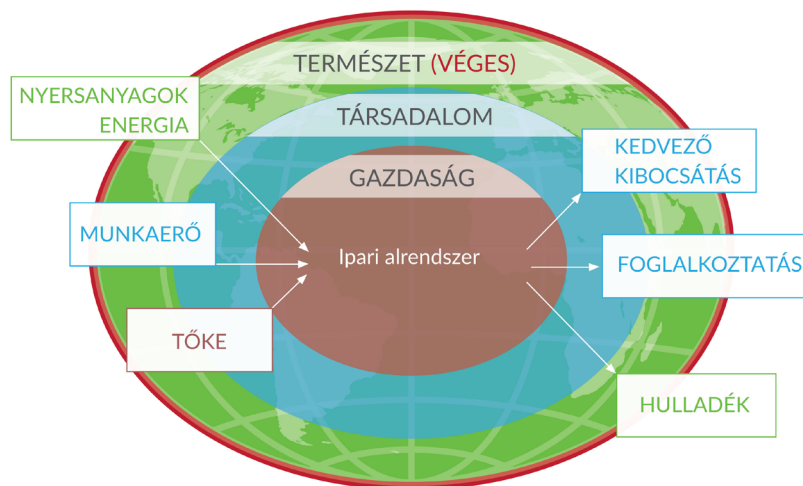 TERMÉSZET (VÉGES)
NYERSANYAGOK
ENERGIA
TÁRSADALOM
KEDVEZŐ
KIBOCSÁTÁS
GAZDASÁG
MUNKAERŐ
Ipari alrendszer
FOGLALKOZTATÁS
TŐKE
HULLADÉK